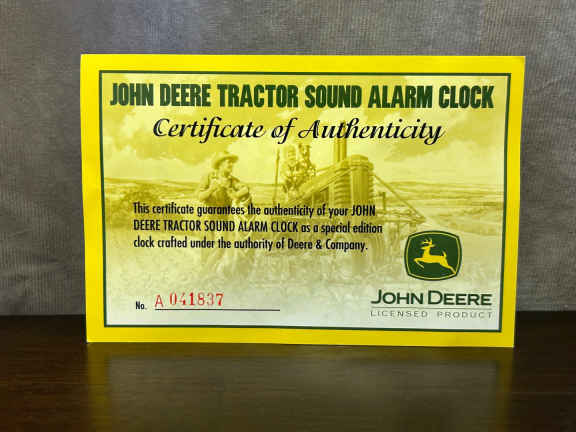 JOHN DEERE TRACTOR SOUND ALARM CLOCK
Certificate of Authenticity
This certificate guarantees the authenticity of your JOHN
DEERE TRACTOR SOUND ALARM CLOCK as a special edition
clock crafted under the authority of Deere & Company.
No. A 041837
JOHN DEERE
LICENSED PRODUCT